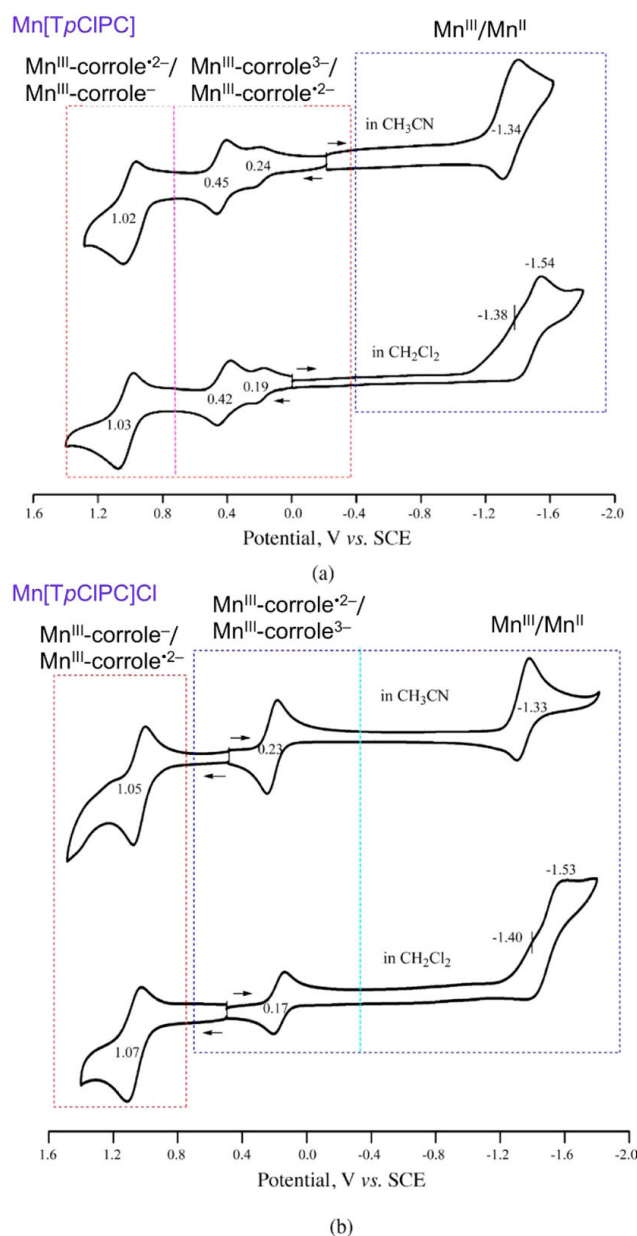 Mn[TpClPC]
Mn^III/Mn^II
Mn^III-corrole^•2–/
Mn^III-corrole^–
Mn^III-corrole^3–/
Mn^III-corrole^•2–
in CH₃CN
-1.34
0.24
0.45
1.02
-1.54
-1.38
in CH₂Cl₂
0.19
0.42
1.03
1.6 1.2 0.8 0.4 0.0 -0.4 -0.8 -1.2 -1.6 -2.0
Potential, V vs. SCE
(a)
Mn[TpClPC]Cl
Mn^III-corrole^•2–/
Mn^III-corrole^3–
Mn^III-corrole^–/
Mn^III-corrole^•2–
Mn^III/Mn^II
in CH₃CN
-1.33
0.23
1.05
-1.53
-1.40
in CH₂Cl₂
0.17
1.07
1.6 1.2 0.8 0.4 0.0 -0.4 -0.8 -1.2 -1.6 -2.0
Potential, V vs. SCE
(b)